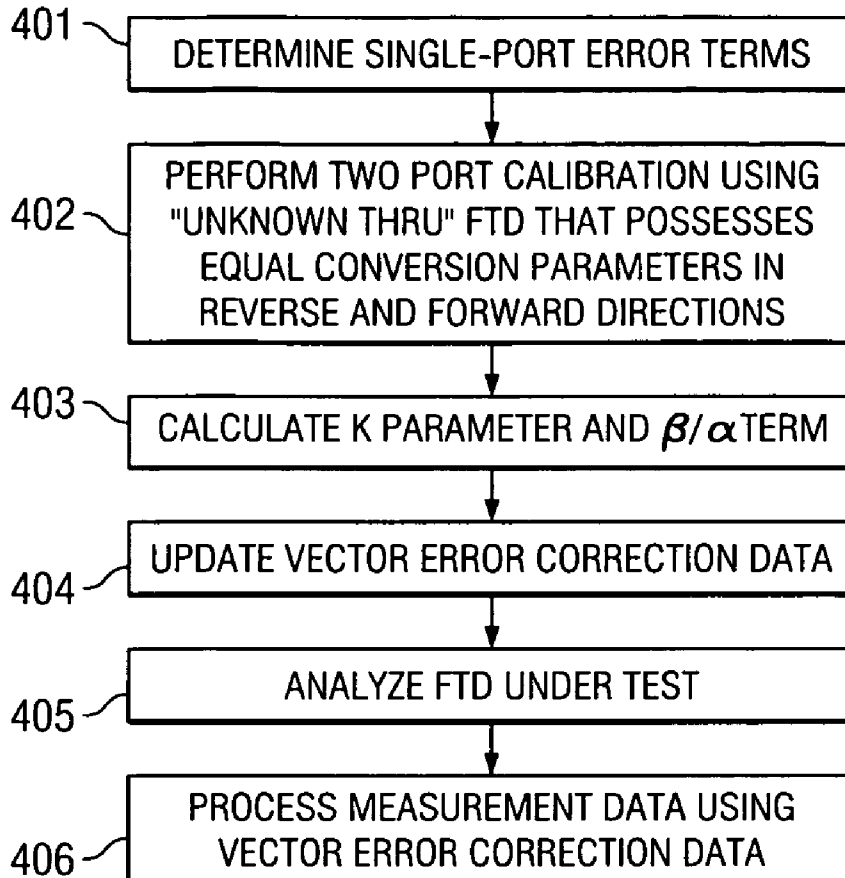 401
DETERMINE SINGLE-PORT ERROR TERMS
402
PERFORM TWO PORT CALIBRATION USING
"UNKNOWN THRU" FTD THAT POSSESSES
EQUAL CONVERSION PARAMETERS IN
REVERSE AND FORWARD DIRECTIONS
403
CALCULATE K PARAMETER AND β/α TERM
404
UPDATE VECTOR ERROR CORRECTION DATA
405
ANALYZE FTD UNDER TEST
406
PROCESS MEASUREMENT DATA USING
VECTOR ERROR CORRECTION DATA